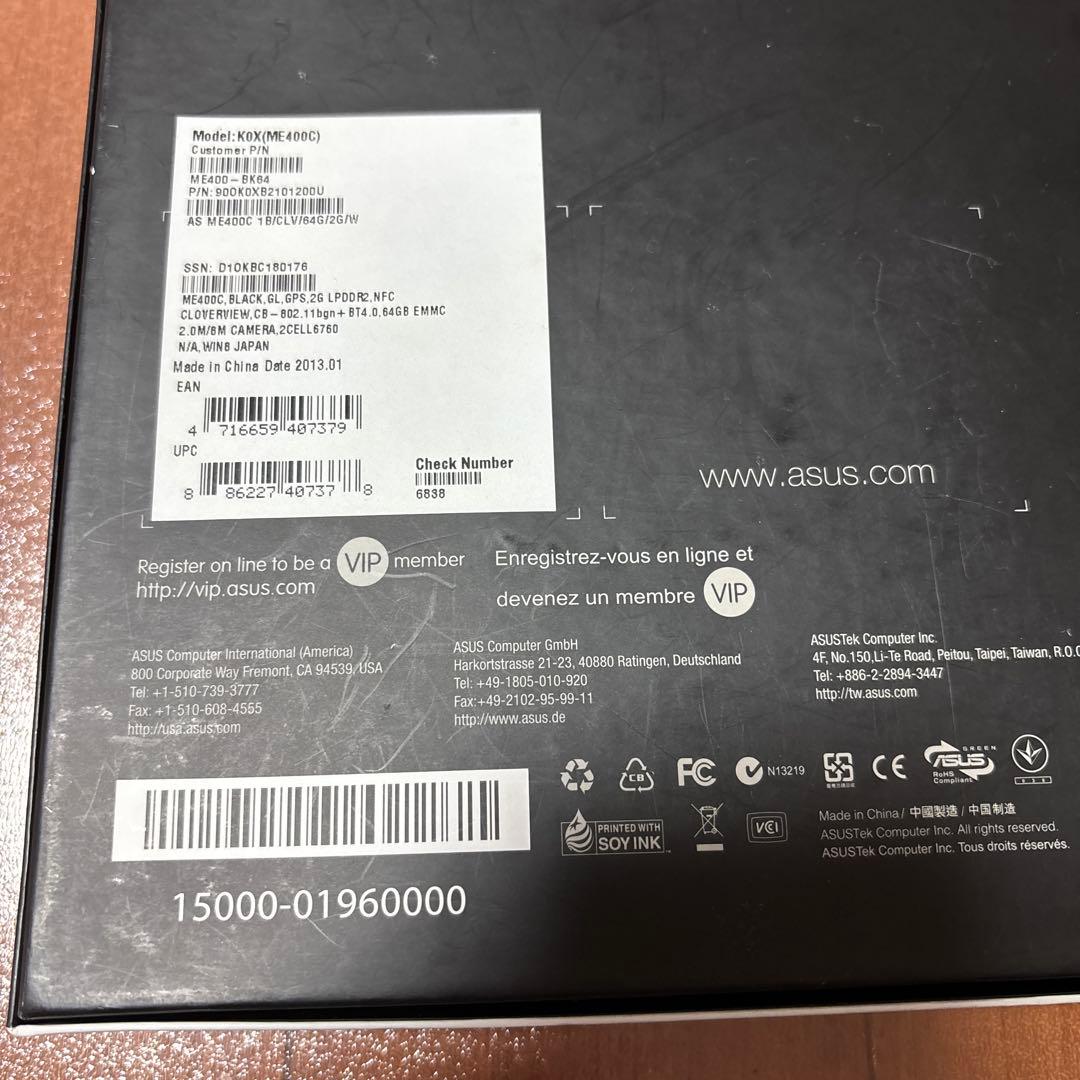 Model:K0X(ME400C)
Customer P/N
ME400-BK64
P/N:90OK0XB2101200U
AS ME400C 1B/CLV/64G/2G/W
SSN: D1OKBC180176
ME400C,BLACK,GL,GPS,2G LPDDR2,NFC
CLOVERVIEW,CB-802.11bgn+BT4.0,64GB EMMC
2.0M/8M CAMERA,2CELL6760
N/A,WIN8 JAPAN
Made in China Date 2013.01
EAN
4 716659 407379
UPC
8 86227 40737 8
Check Number
6838
www.asus.com
Register on line to be a VIP member
http://vip.asus.com
Enregistrez-vous en ligne et
devenez un membre VIP
ASUS Computer International (America)
800 Corporate Way Fremont, CA 94539, USA
Tel: +1-510-739-3777
Fax: +1-510-608-4555
http://usa.asus.com
ASUS Computer GmbH
Harkortstrasse 21-23, 40880 Ratingen, Deutschland
Tel: +49-1805-010-920
Fax:+49-2102-95-99-11
http://www.asus.de
ASUSTek Computer Inc.
4F, No.150,Li-Te Road, Peitou, Taipei, Taiwan, R.O.C
Tel: +886-2-2894-3447
http://tw.asus.com
CB
FC
N13219
CE
GREEN
ASUS
RoHS
Compliant
PRINTED WITH
SOY INK
VCCI
Made in China / 中國製造 / 中国制造
ASUSTek Computer Inc. All rights reserved.
ASUSTek Computer Inc. Tous droits réservés.
15000-01960000